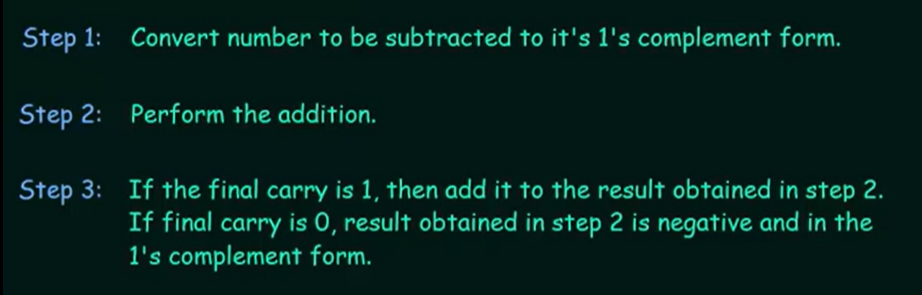 Step 1: Convert number to be subtracted to it's 1's complement form.
Step 2: Perform the addition.
Step 3: If the final carry is 1, then add it to the result obtained in step 2.
If final carry is 0, result obtained in step 2 is negative and in the
1's complement form.